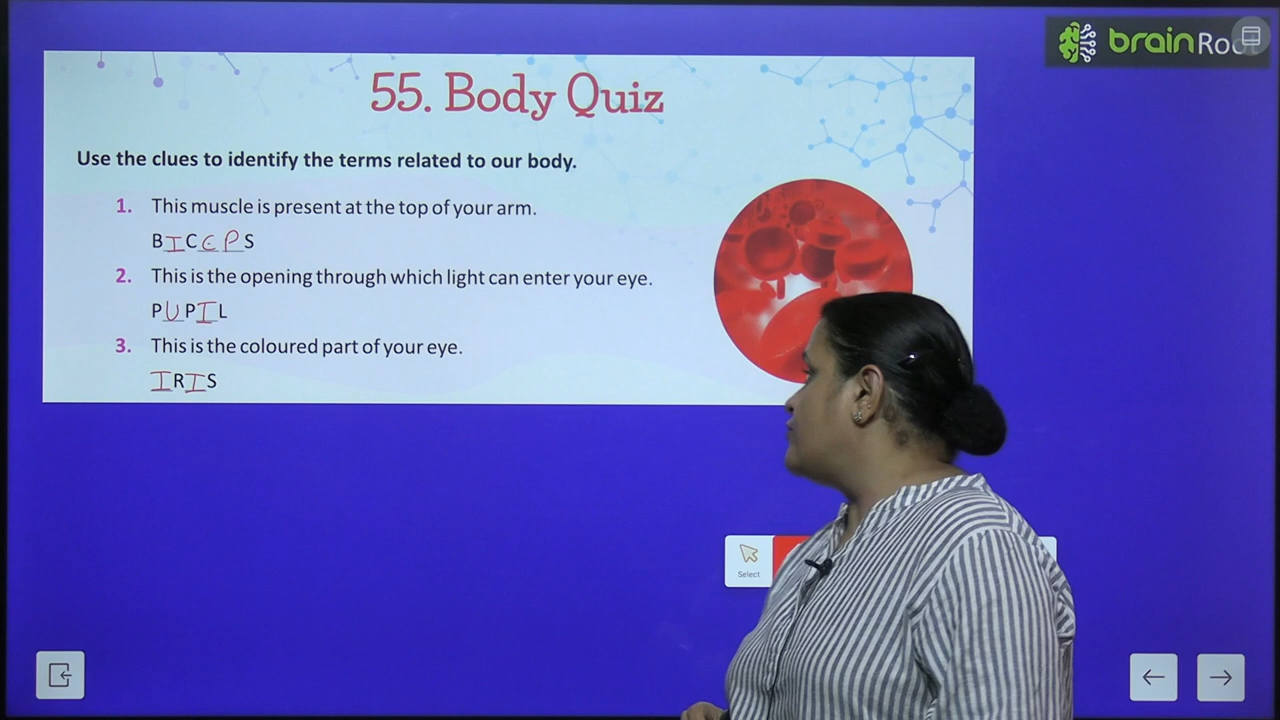 brainRoo
55. Body Quiz
Use the clues to identify the terms related to our body.
1. This muscle is present at the top of your arm.
BICEPS
2. This is the opening through which light can enter your eye.
PUPIL
3. This is the coloured part of your eye.
IRIS
Select